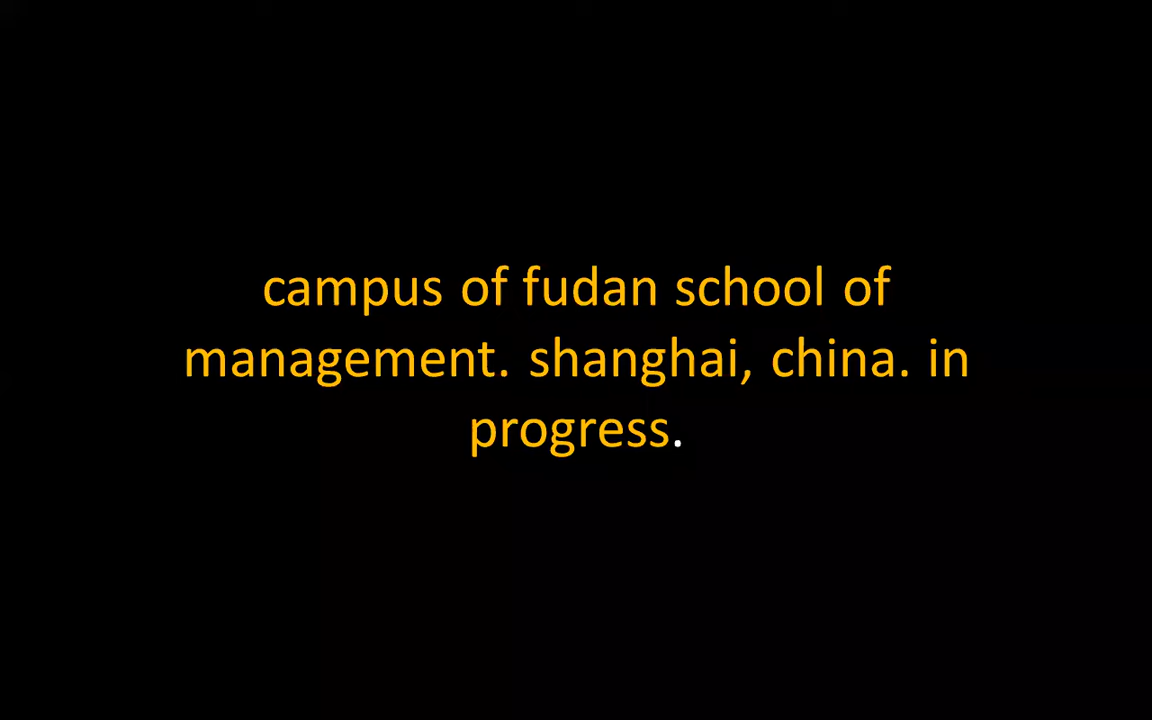 campus of fudan school of
management. shanghai, china. in
progress.